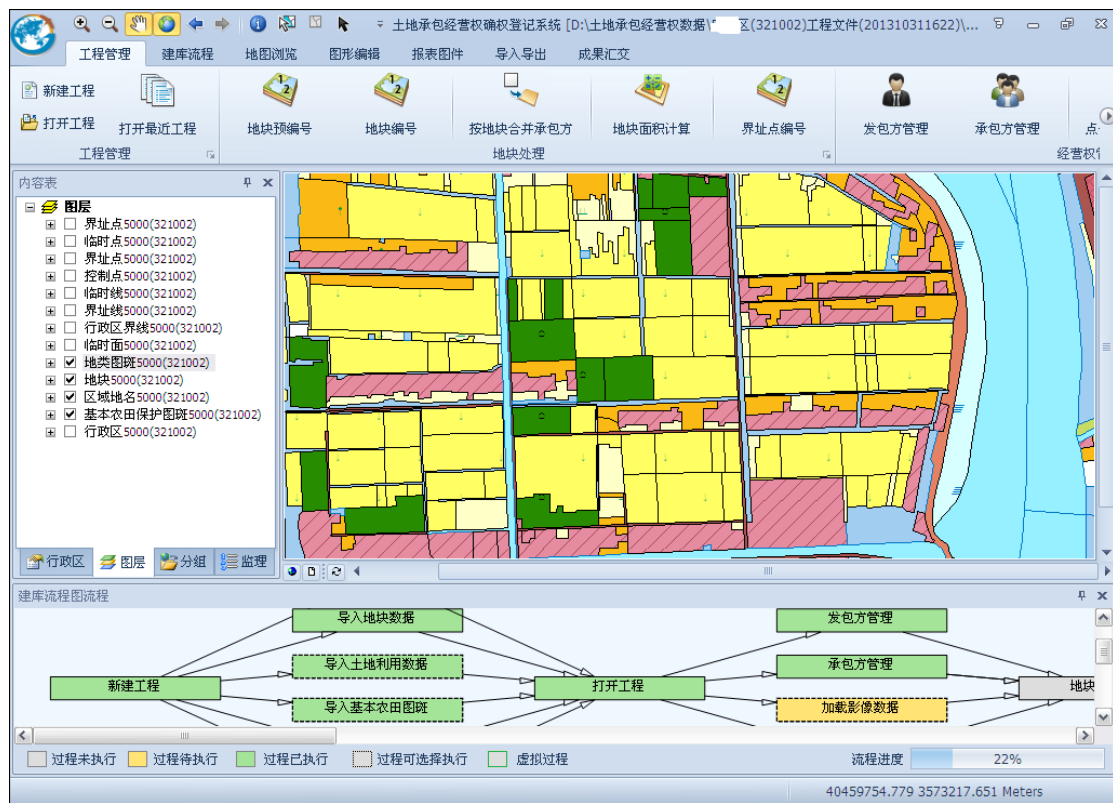 土地承包经营权确权登记系统 [D:\土地承包经营权数据\ 区(321002)工程文件(201310311622)\...
工程管理 建库流程 地图浏览 图形编辑 报表图件 导入导出 成果汇交
新建工程
打开工程
打开最近工程
地块预编号
地块编号
按地块合并承包方
地块面积计算
界址点编号
发包方管理
承包方管理
点
工程管理
地块处理
经营权
内容表
图层
界址点5000(321002)
临时点5000(321002)
界址点5000(321002)
控制点5000(321002)
临时线5000(321002)
界址线5000(321002)
行政区界线5000(321002)
临时面5000(321002)
地类图斑5000(321002)
地块5000(321002)
区域地名5000(321002)
基本农田保护图斑5000(321002)
行政区5000(321002)
行政区 图层 分组 监理
建库流程图流程
导入地块数据
发包方管理
导入土地利用数据
承包方管理
新建工程
打开工程
地块
导入基本农田图斑
加载影像数据
过程未执行 过程待执行 过程已执行 过程可选择执行 虚拟过程
流程进度 22%
40459754.779 3573217.651 Meters